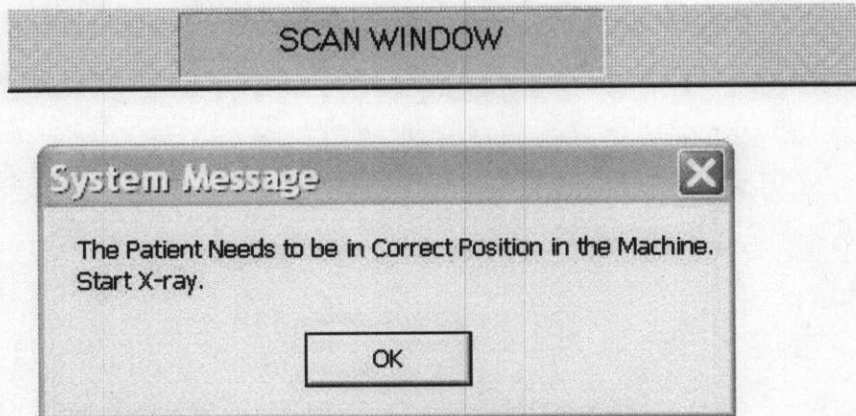 SCAN WINDOW
System Message
The Patient Needs to be in Correct Position in the Machine.
Start X-ray.
OK